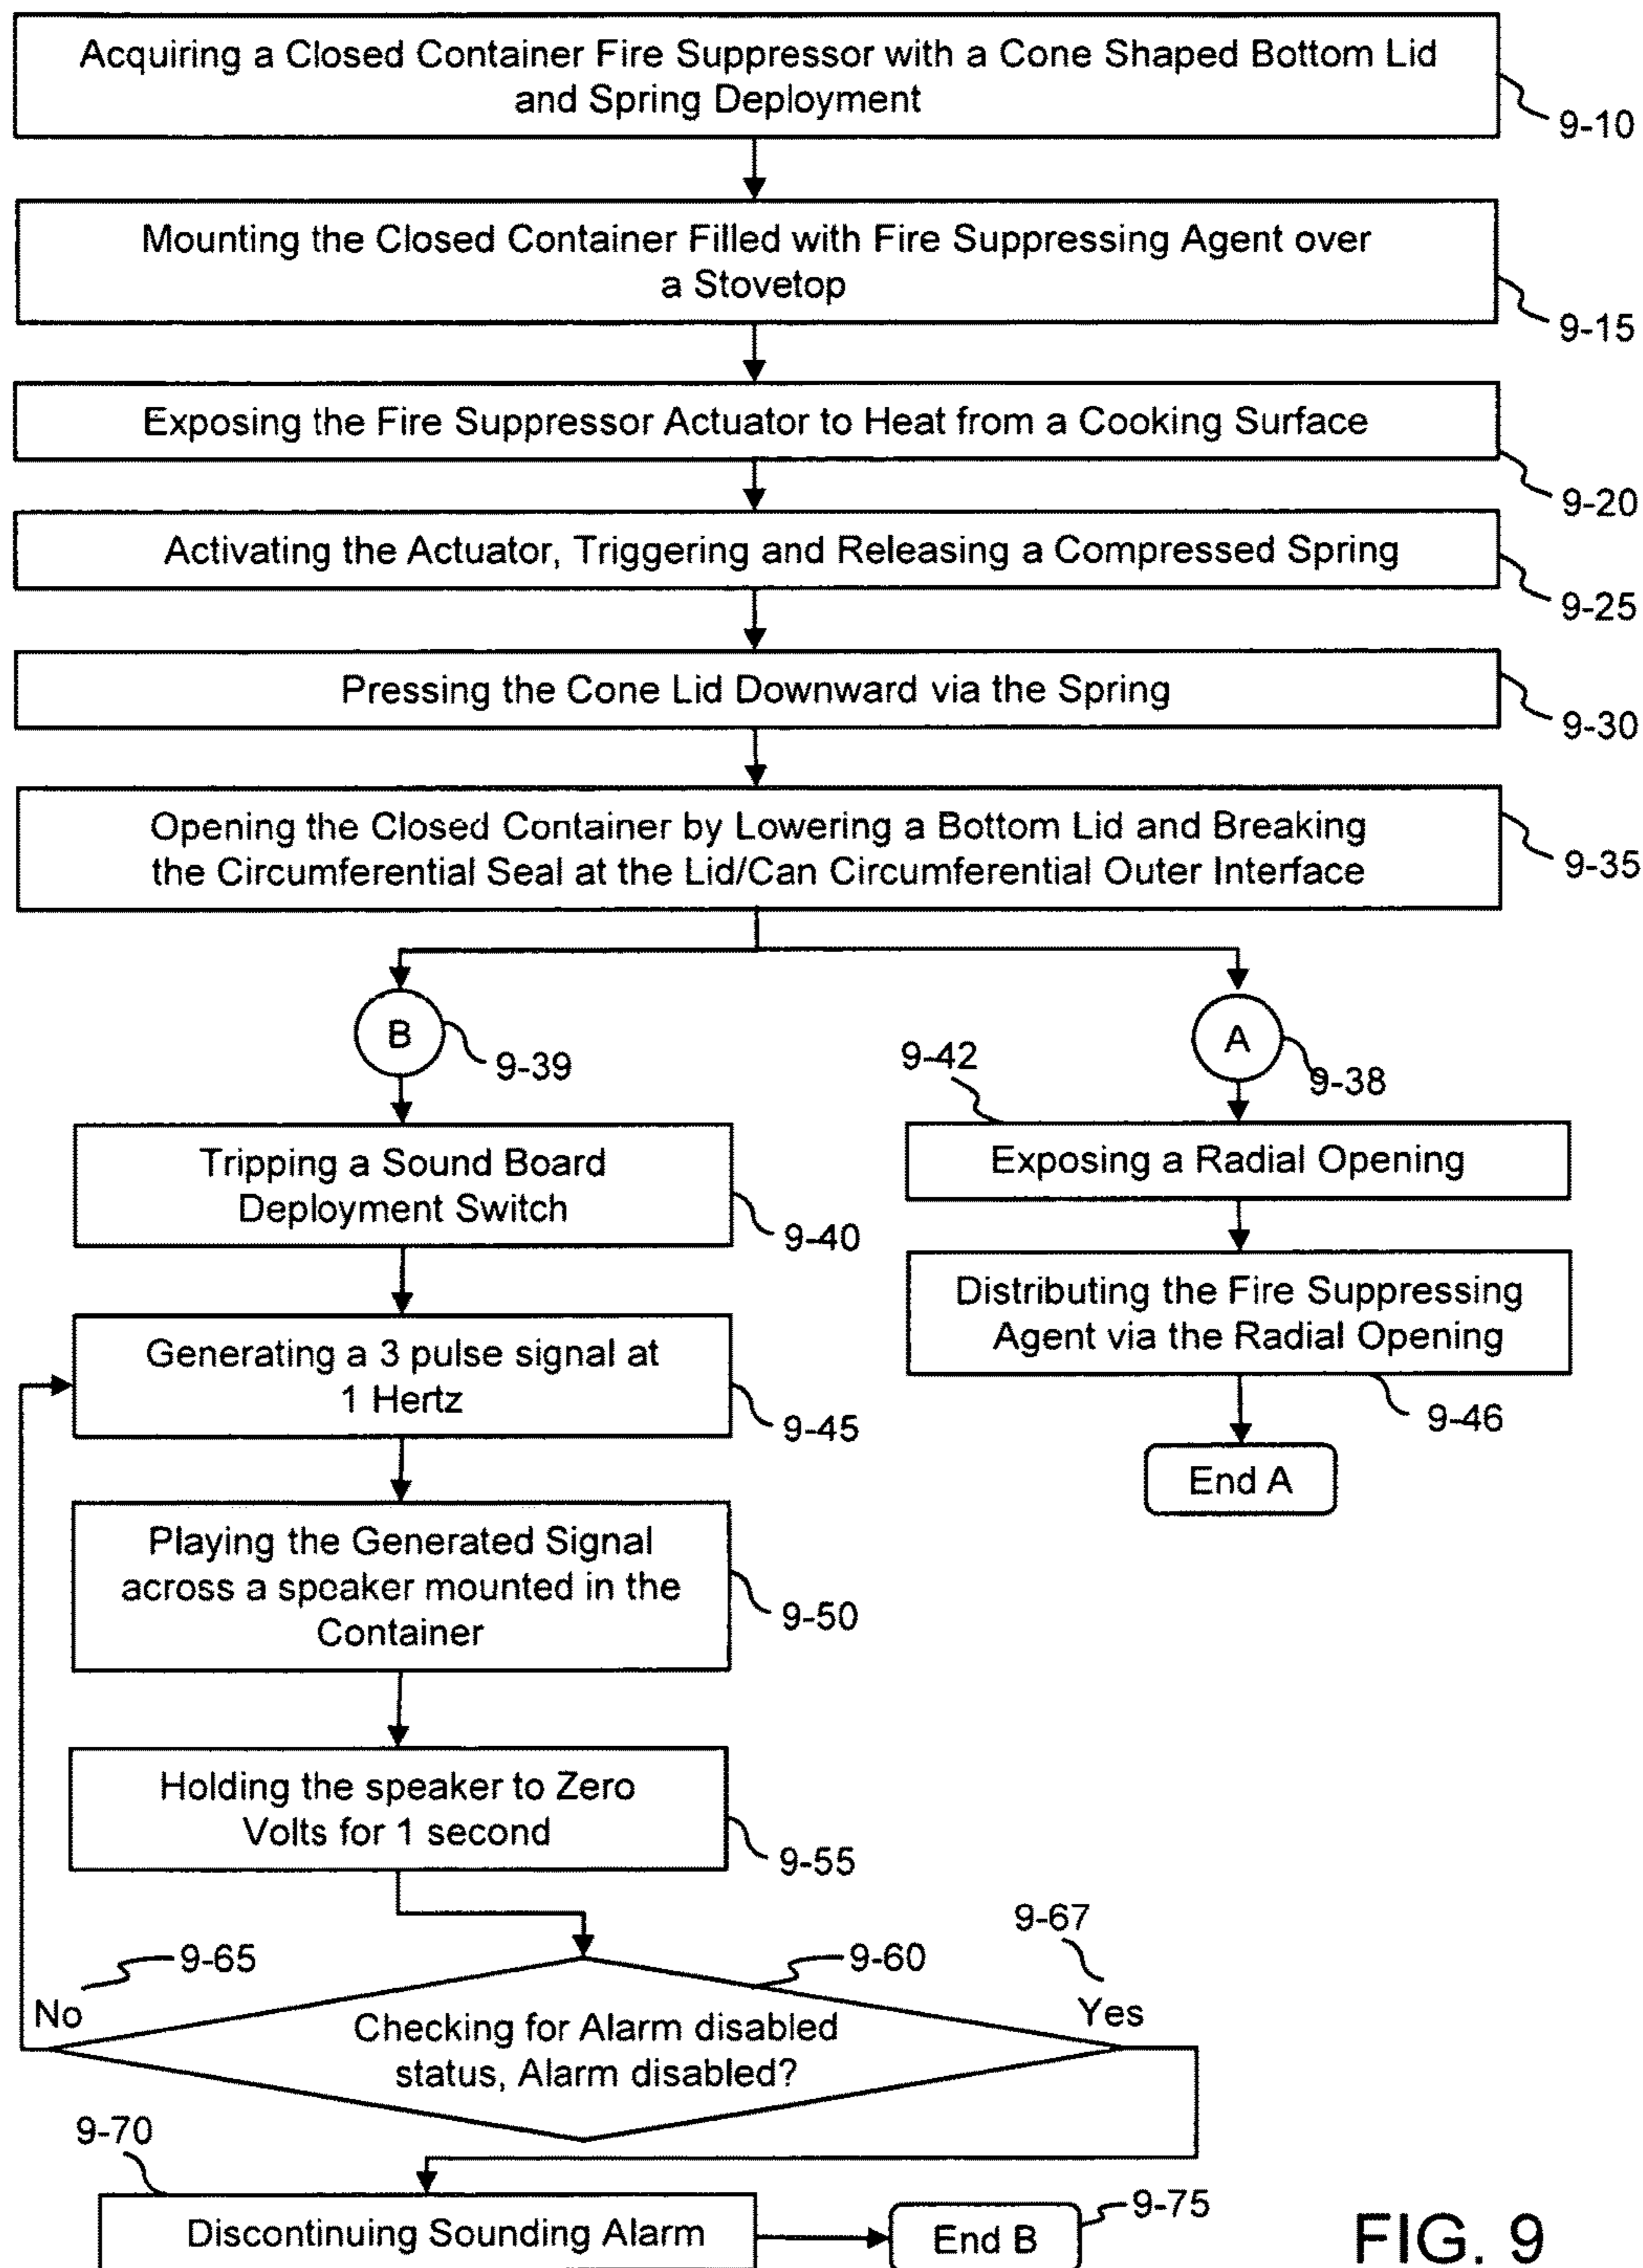 Acquiring a Closed Container Fire Suppressor with a Cone Shaped Bottom Lid
and Spring Deployment
9-10
Mounting the Closed Container Filled with Fire Suppressing Agent over
a Stovetop
9-15
Exposing the Fire Suppressor Actuator to Heat from a Cooking Surface
9-20
Activating the Actuator, Triggering and Releasing a Compressed Spring
9-25
Pressing the Cone Lid Downward via the Spring
9-30
Opening the Closed Container by Lowering a Bottom Lid and Breaking
the Circumferential Seal at the Lid/Can Circumferential Outer Interface
9-35
B
9-39
Tripping a Sound Board
Deployment Switch
9-40
Generating a 3 pulse signal at
1 Hertz
9-45
Playing the Generated Signal
across a speaker mounted in the
Container
9-50
Holding the speaker to Zero
Volts for 1 second
9-55
A
9-38
9-42
Exposing a Radial Opening
Distributing the Fire Suppressing
Agent via the Radial Opening
9-46
End A
9-65
No
9-60
Checking for Alarm disabled
status, Alarm disabled?
9-67
Yes
9-70
Discontinuing Sounding Alarm
End B
9-75
FIG. 9